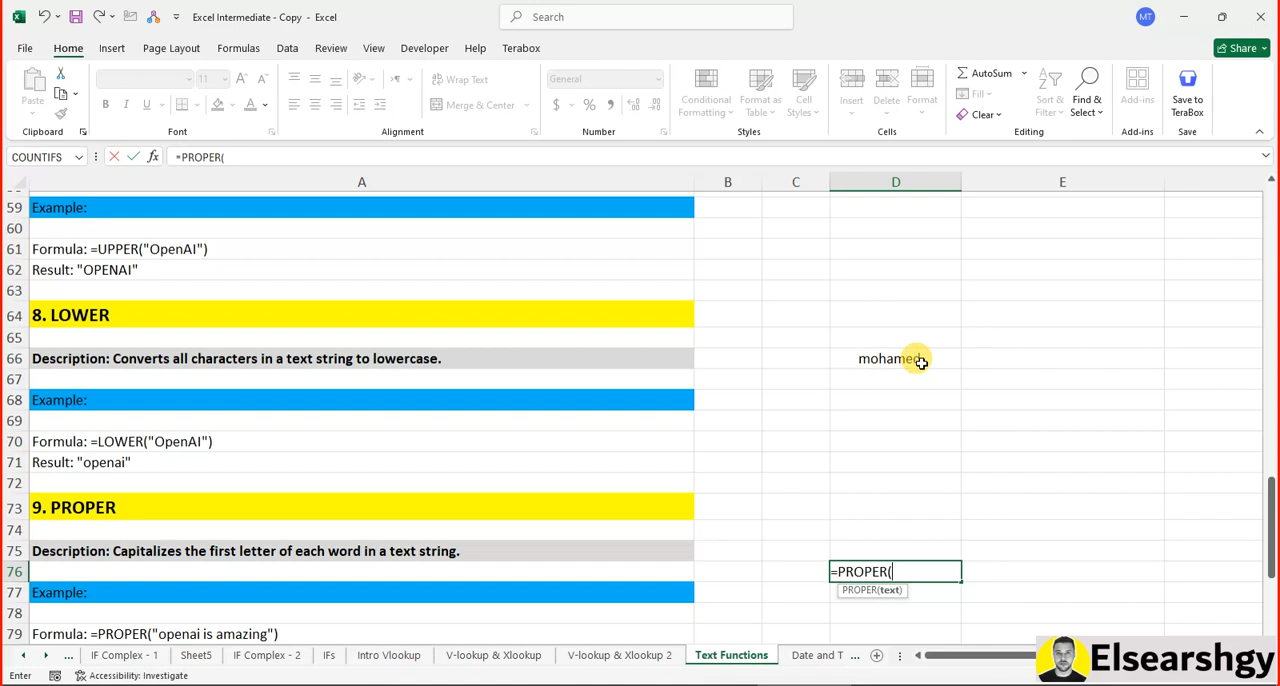 Excel Intermediate - Copy - Excel
Search
MT
File Home Insert Page Layout Formulas Data Review View Developer Help Terabox
Share
Paste
11
Wrap Text
Merge & Center
General
Conditional Formatting
Format as Table
Cell Styles
Insert
Delete
Format
AutoSum
Fill
Clear
Sort & Filter
Find & Select
Add-ins
Save to TeraBox
Clipboard Font Alignment Number Styles Cells Editing Add-ins Save
COUNTIFS
fx
=PROPER(
A B C D E
59 Example:
60
61 Formula: =UPPER("OpenAI")
62 Result: "OPENAI"
63
64 8. LOWER
65
66 Description: Converts all characters in a text string to lowercase. mohamed
67
68 Example:
69
70 Formula: =LOWER("OpenAI")
71 Result: "openai"
72
73 9. PROPER
74
75 Description: Capitalizes the first letter of each word in a text string.
76 =PROPER(
PROPER(text)
77 Example:
78
79 Formula: =PROPER("openai is amazing")
... IF Complex - 1 Sheet5 IF Complex - 2 IFs Intro Vlookup V-lookup & Xlookup V-lookup & Xlookup 2 Text Functions Date and T ...
Enter
Accessibility: Investigate
Elsearshgy